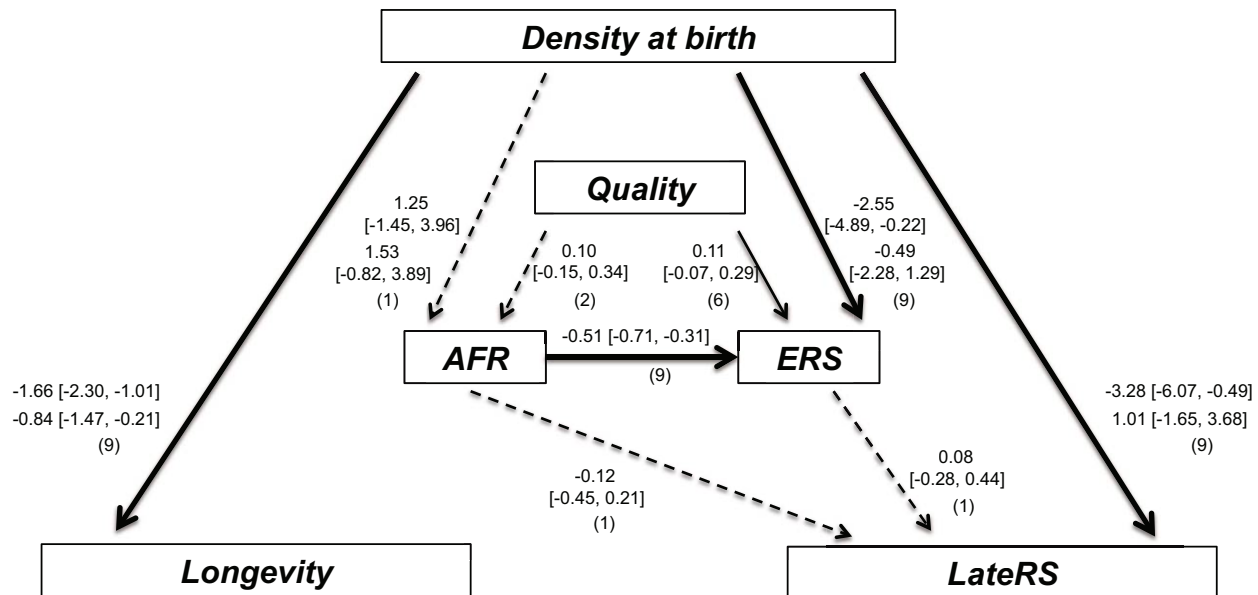 Density at birth
Quality
1.25
[-1.45, 3.96]
1.53
[-0.82, 3.89]
(1)
0.10
[-0.15, 0.34]
(2)
0.11
[-0.07, 0.29]
(6)
-2.55
[-4.89, -0.22]
-0.49
[-2.28, 1.29]
(9)
AFR
-0.51 [-0.71, -0.31]
(9)
ERS
-1.66 [-2.30, -1.01]
-0.84 [-1.47, -0.21]
(9)
-3.28 [-6.07, -0.49]
1.01 [-1.65, 3.68]
(9)
-0.12
[-0.45, 0.21]
(1)
0.08
[-0.28, 0.44]
(1)
Longevity
LateRS